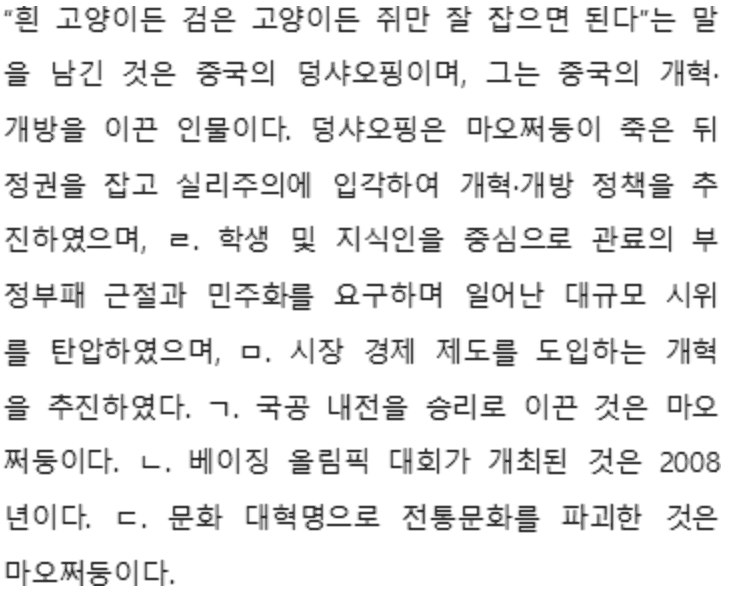 “흰 고양이든 검은 고양이든 쥐만 잘 잡으면 된다”는 말
을 남긴 것은 중국의 덩샤오핑이며, 그는 중국의 개혁·
개방을 이끈 인물이다. 덩샤오핑은 마오쩌둥이 죽은 뒤
정권을 잡고 실리주의에 입각하여 개혁·개방 정책을 추
진하였으며, ㄹ. 학생 및 지식인을 중심으로 관료의 부
정부패 근절과 민주화를 요구하며 일어난 대규모 시위
를 탄압하였으며, ㅁ. 시장 경제 제도를 도입하는 개혁
을 추진하였다. ㄱ. 국공 내전을 승리로 이끈 것은 마오
쩌둥이다. ㄴ. 베이징 올림픽 대회가 개최된 것은 2008
년이다. ㄷ. 문화 대혁명으로 전통문화를 파괴한 것은
마오쩌둥이다.